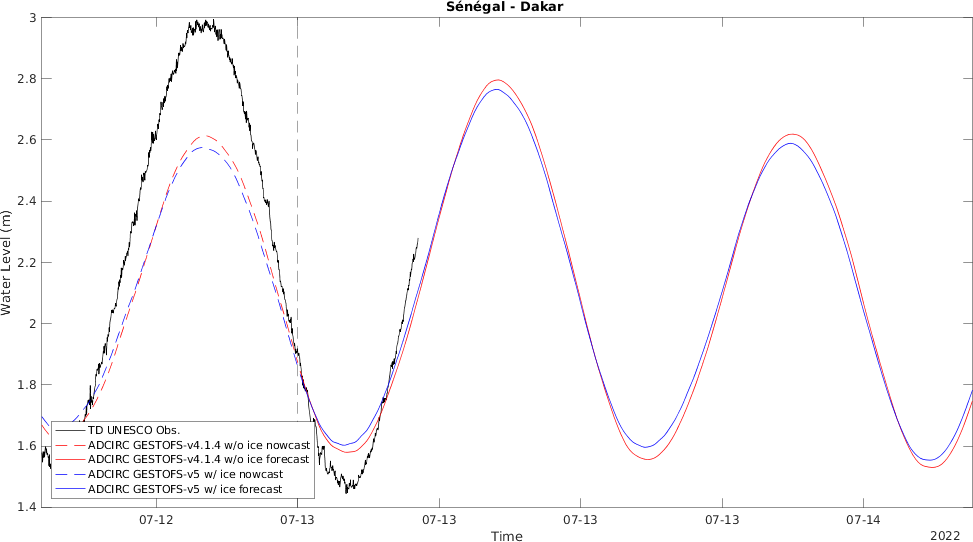 Sénégal - Dakar
3
2.8
2.6
2.4
2.2
2
1.8
1.6
1.4
Water Level (m)
TD UNESCO Obs.
ADCIRC GESTOFS-v4.1.4 w/o ice nowcast
ADCIRC GESTOFS-v4.1.4 w/o ice forecast
ADCIRC GESTOFS-v5 w/ ice nowcast
ADCIRC GESTOFS-v5 w/ ice forecast
07-12 07-13 07-13 07-13 07-13 07-14
Time
2022